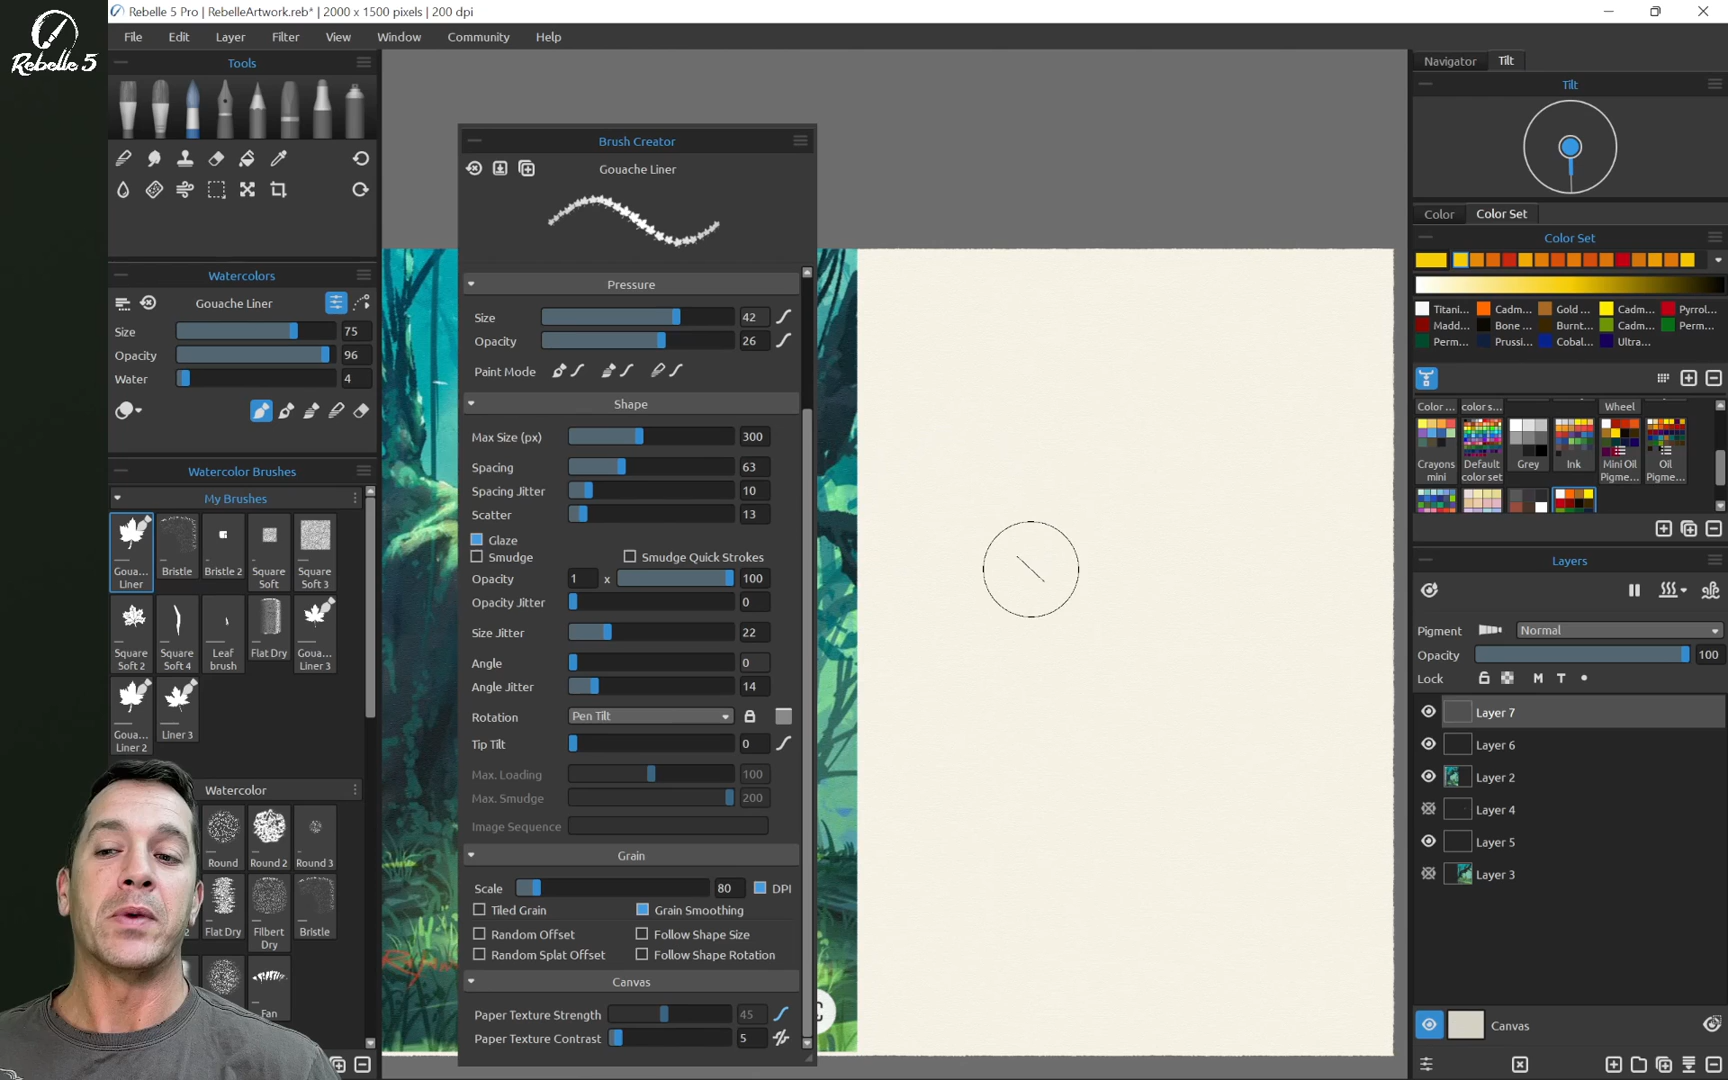 Rebelle 5 Pro | RebelleArtwork.reb* | 2000 x 1500 pixels | 200 dpi
Rebelle 5
File Edit Layer Filter View Window Community Help
Tools
Watercolors
Gouache Liner
Size 75
Opacity 96
Water 4
Watercolor Brushes
My Brushes
Goua... Liner
Bristle
Bristle 2
Square Soft
Square Soft 3
Square Soft 2
Square Soft 4
Leaf brush
Flat Dry
Goua... Liner 3
Goua... Liner 2
Liner 3
Watercolor
Round
Round 2
Round 3
Flat Dry
Filbert Dry
Bristle
Fan
Brush Creator
Gouache Liner
Pressure
Size 42
Opacity 26
Paint Mode
Shape
Max Size (px) 300
Spacing 63
Spacing Jitter 10
Scatter 13
Glaze
Smudge
Smudge Quick Strokes
Opacity 1 x 100
Opacity Jitter 0
Size Jitter 22
Angle 0
Angle Jitter 14
Rotation Pen Tilt
Tip Tilt 0
Max. Loading 100
Max. Smudge 200
Image Sequence
Grain
Scale 80 DPI
Tiled Grain
Grain Smoothing
Random Offset
Follow Shape Size
Random Splat Offset
Follow Shape Rotation
Canvas
Paper Texture Strength 45
Paper Texture Contrast 5
Navigator Tilt
Tilt
Color Color Set
Color Set
Titani... Cadm... Gold ... Cadm... Pyrrol...
Madd... Bone ... Burnt... Cadm... Perm...
Perm... Prussi... Cobal... Ultra...
Color ... color s... Wheel
Crayons mini
Default color set
Grey
Ink
Mini Oil Pigme...
Oil Pigme...
Layers
Pigment Normal
Opacity 100
Lock M T
Layer 7
Layer 6
Layer 2
Layer 4
Layer 5
Layer 3
Canvas